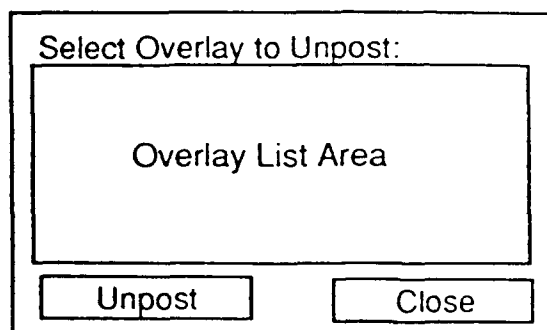 Select Overlay to Unpost:
Overlay List Area
Unpost Close